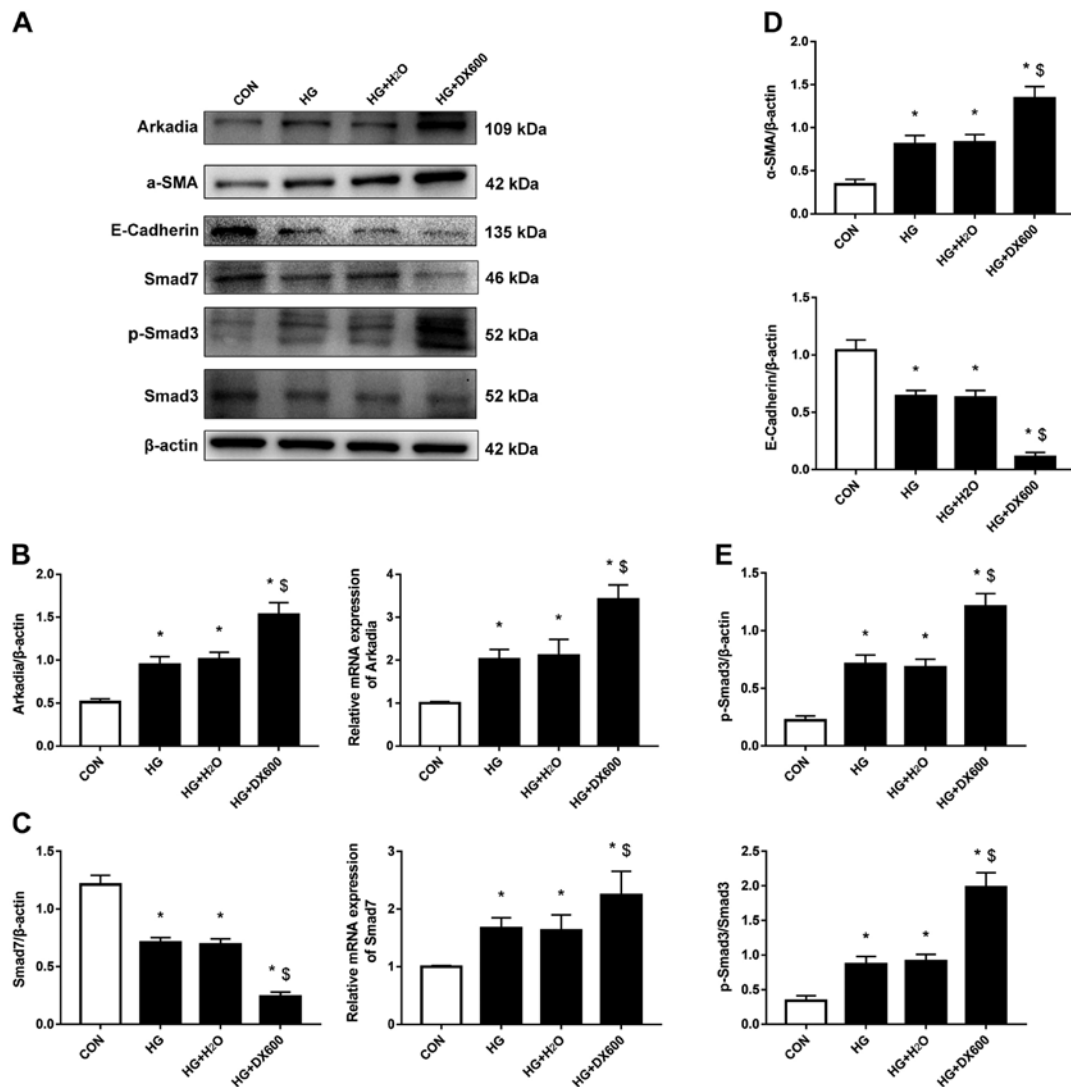 A
CON HG HG+H2O HG+DX600
Arkadia 109 kDa
a-SMA 42 kDa
E-Cadherin 135 kDa
Smad7 46 kDa
p-Smad3 52 kDa
Smad3 52 kDa
β-actin 42 kDa
D
α-SMA/β-actin
2.0
1.5
1.0
0.5
0.0
* * * $
CON HG HG+H2O HG+DX600
E-Cadherin/β-actin
1.5
1.0
0.5
0.0
* * * $
CON HG HG+H2O HG+DX600
B
Arkadia/β-actin
2.0
1.5
1.0
0.5
0.0
* * * $
CON HG HG+H2O HG+DX600
Relative mRNA expression
of Arkadia
4
3
2
1
0
* * * $
CON HG HG+H2O HG+DX600
E
p-Smad3/β-actin
1.5
1.0
0.5
0.0
* * * $
CON HG HG+H2O HG+DX600
C
Smad7/β-actin
1.5
1.0
0.5
0.0
* * * $
CON HG HG+H2O HG+DX600
Relative mRNA expression
of Smad7
3
2
1
0
* * * $
CON HG HG+H2O HG+DX600
p-Smad3/Smad3
2.5
2.0
1.5
1.0
0.5
0.0
* * * $
CON HG HG+H2O HG+DX600